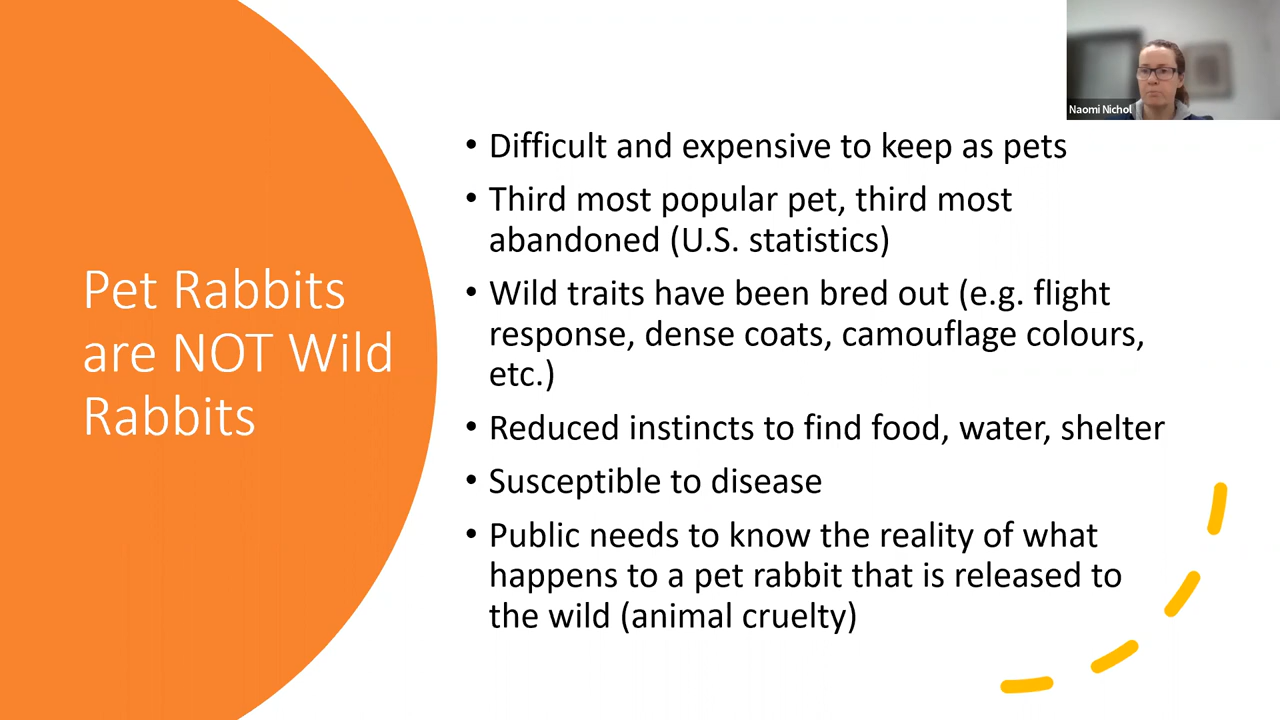 Pet Rabbits
are NOT Wild
Rabbits
• Difficult and expensive to keep as pets
• Third most popular pet, third most
abandoned (U.S. statistics)
• Wild traits have been bred out (e.g. flight
response, dense coats, camouflage colours,
etc.)
• Reduced instincts to find food, water, shelter
• Susceptible to disease
• Public needs to know the reality of what
happens to a pet rabbit that is released to
the wild (animal cruelty)
Naomi Nichol